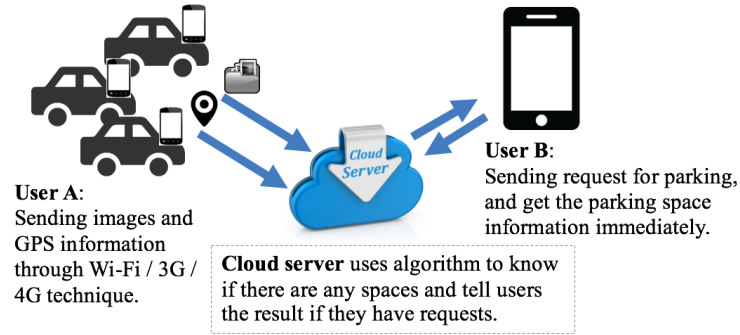 Cloud
Server
User A:
Sending images and
GPS information
through Wi-Fi / 3G /
4G technique.
User B:
Sending request for parking,
and get the parking space
information immediately.
Cloud server uses algorithm to know
if there are any spaces and tell users
the result if they have requests.